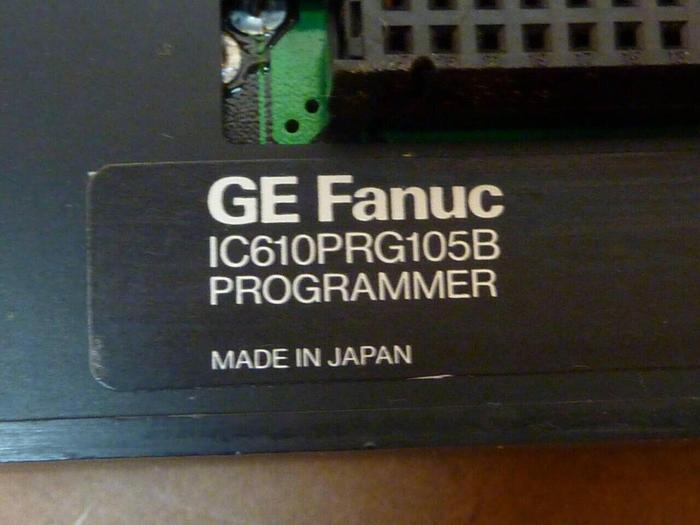 GE Fanuc
IC610PRG105B
PROGRAMMER
MADE IN JAPAN